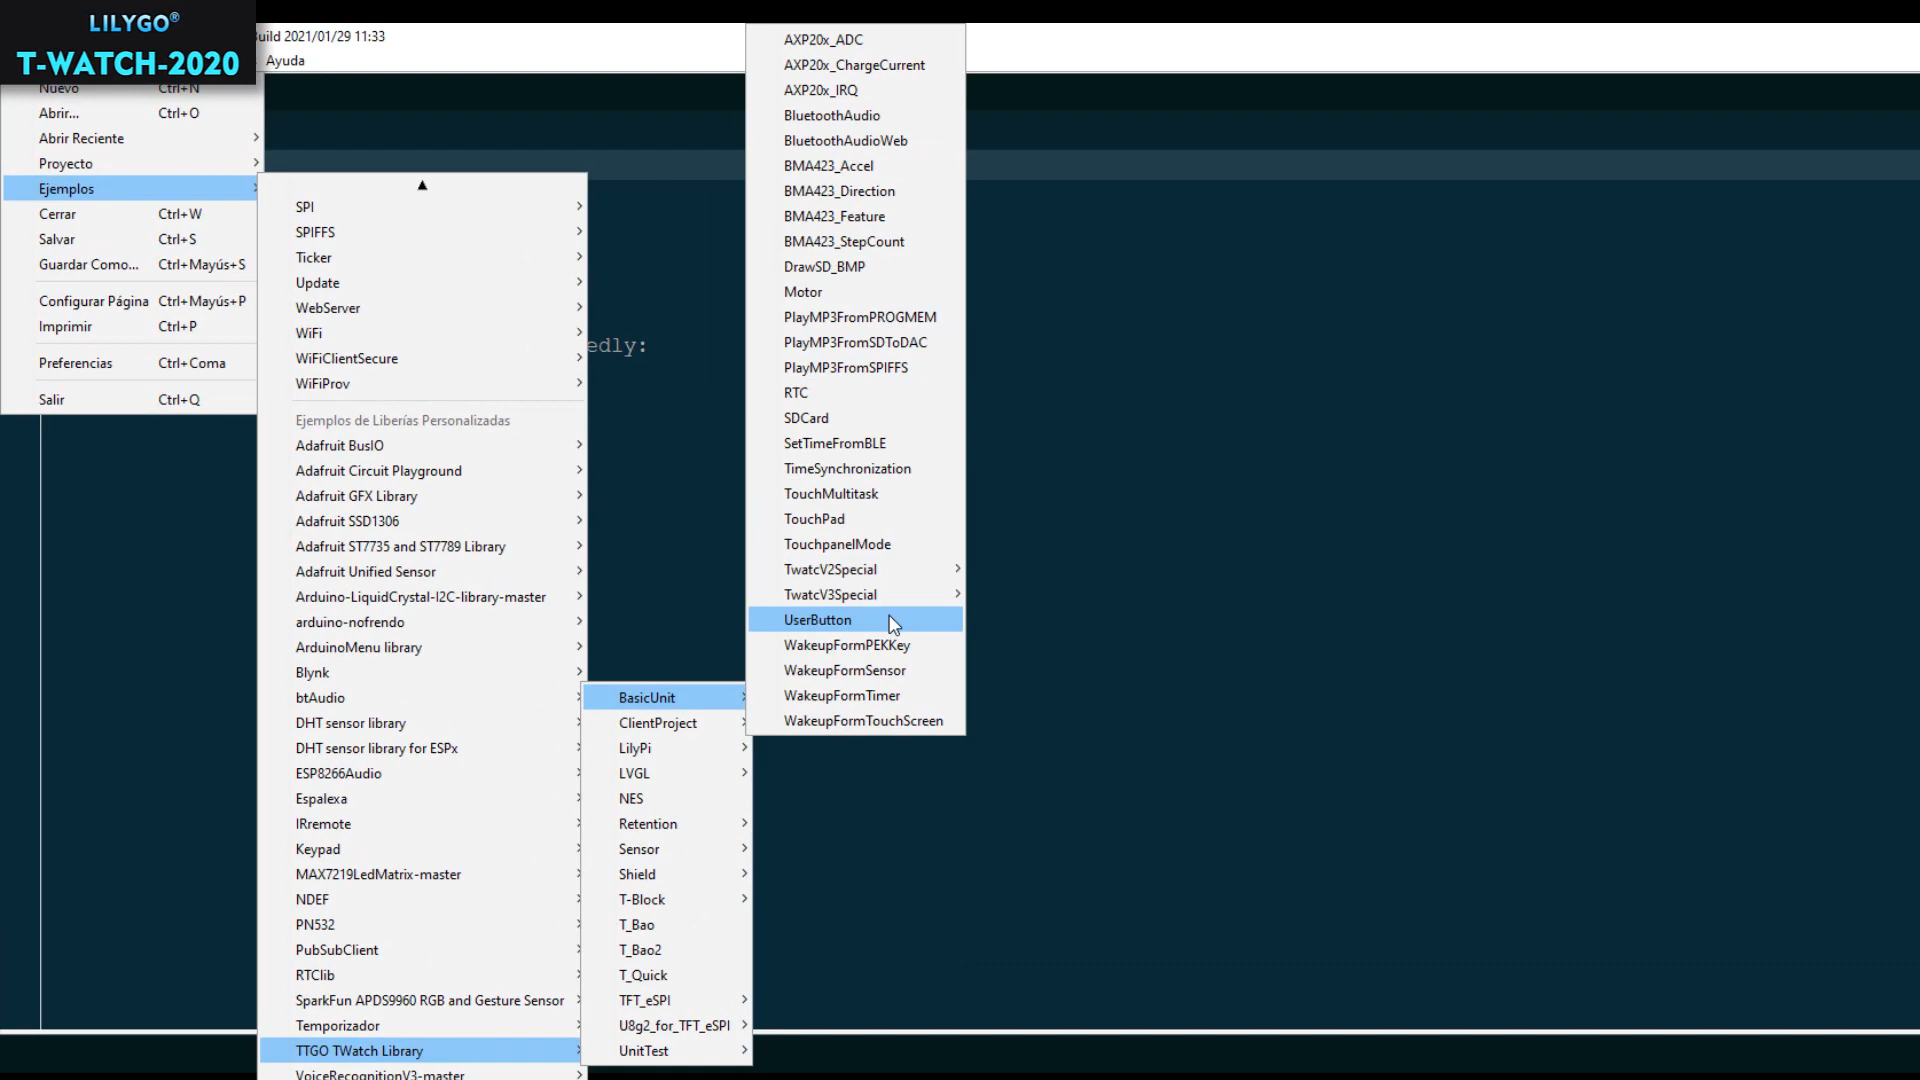 LILYGO®
T-WATCH-2020
Build 2021/01/29 11:33
Ayuda
Nuevo Ctrl+N
Abrir... Ctrl+O
Abrir Reciente
Proyecto
Ejemplos
Cerrar Ctrl+W
Salvar Ctrl+S
Guardar Como... Ctrl+Mayús+S
Configurar Página Ctrl+Mayús+P
Imprimir Ctrl+P
Preferencias Ctrl+Coma
Salir Ctrl+Q
SPI
SPIFFS
Ticker
Update
WebServer
WiFi
WiFiClientSecure
WiFiProv
Ejemplos de Liberías Personalizadas
Adafruit BusIO
Adafruit Circuit Playground
Adafruit GFX Library
Adafruit SSD1306
Adafruit ST7735 and ST7789 Library
Adafruit Unified Sensor
Arduino-LiquidCrystal-I2C-library-master
arduino-nofrendo
ArduinoMenu library
Blynk
btAudio
DHT sensor library
DHT sensor library for ESPx
ESP8266Audio
Espalexa
IRremote
Keypad
MAX7219LedMatrix-master
NDEF
PN532
PubSubClient
RTClib
SparkFun APDS9960 RGB and Gesture Sensor
Temporizador
TTGO TWatch Library
VoiceRecognitionV3-master
edly:
BasicUnit
ClientProject
LilyPi
LVGL
NES
Retention
Sensor
Shield
T-Block
T_Bao
T_Bao2
T_Quick
TFT_eSPI
U8g2_for_TFT_eSPI
UnitTest
AXP20x_ADC
AXP20x_ChargeCurrent
AXP20x_IRQ
BluetoothAudio
BluetoothAudioWeb
BMA423_Accel
BMA423_Direction
BMA423_Feature
BMA423_StepCount
DrawSD_BMP
Motor
PlayMP3FromPROGMEM
PlayMP3FromSDToDAC
PlayMP3FromSPIFFS
RTC
SDCard
SetTimeFromBLE
TimeSynchronization
TouchMultitask
TouchPad
TouchpanelMode
TwatcV2Special
TwatcV3Special
UserButton
WakeupFormPEKKey
WakeupFormSensor
WakeupFormTimer
WakeupFormTouchScreen